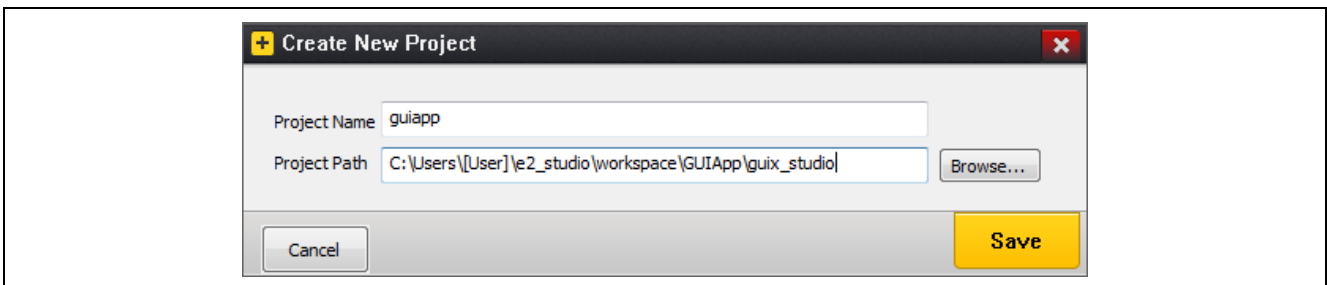 Create New Project
Project Name guiapp
Project Path C:\Users\[User]\e2_studio\workspace\GUIApp\guix_studio Browse...
Cancel Save